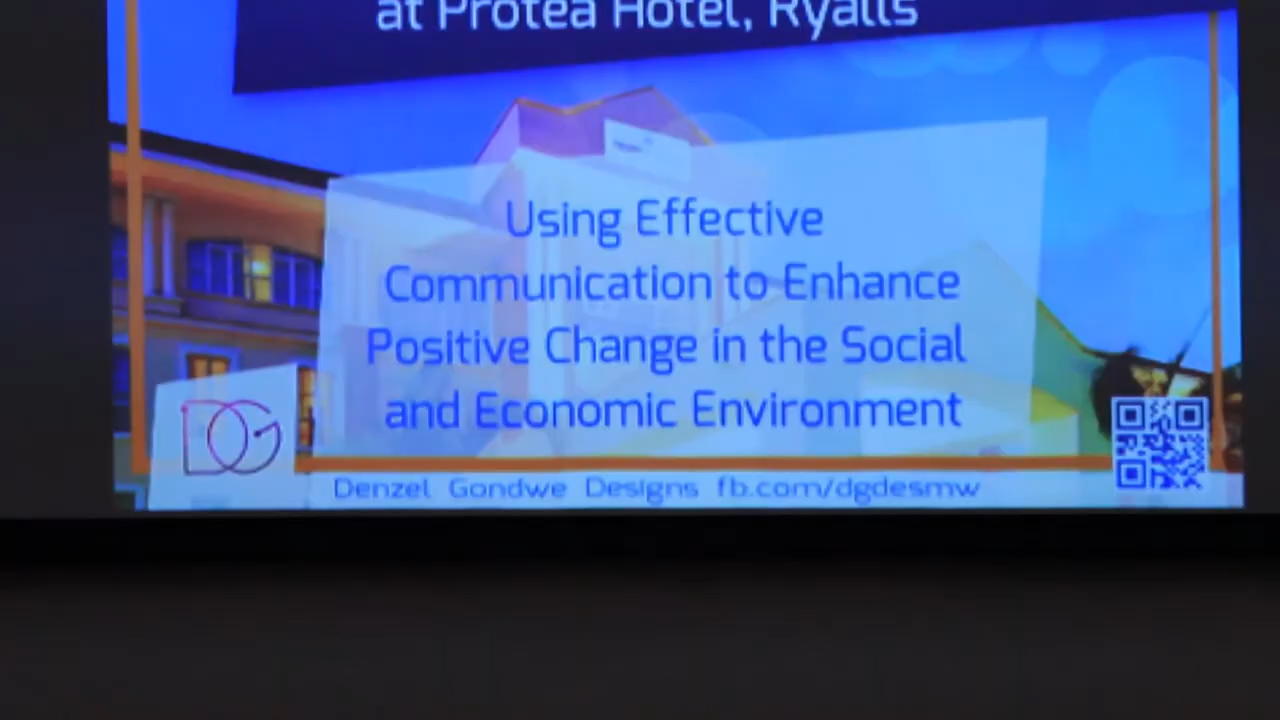 at Protea Hotel, Ryalls
Using Effective
Communication to Enhance
Positive Change in the Social
and Economic Environment
DG
Denzel Gondwe Designs fb.com/dgdesmw